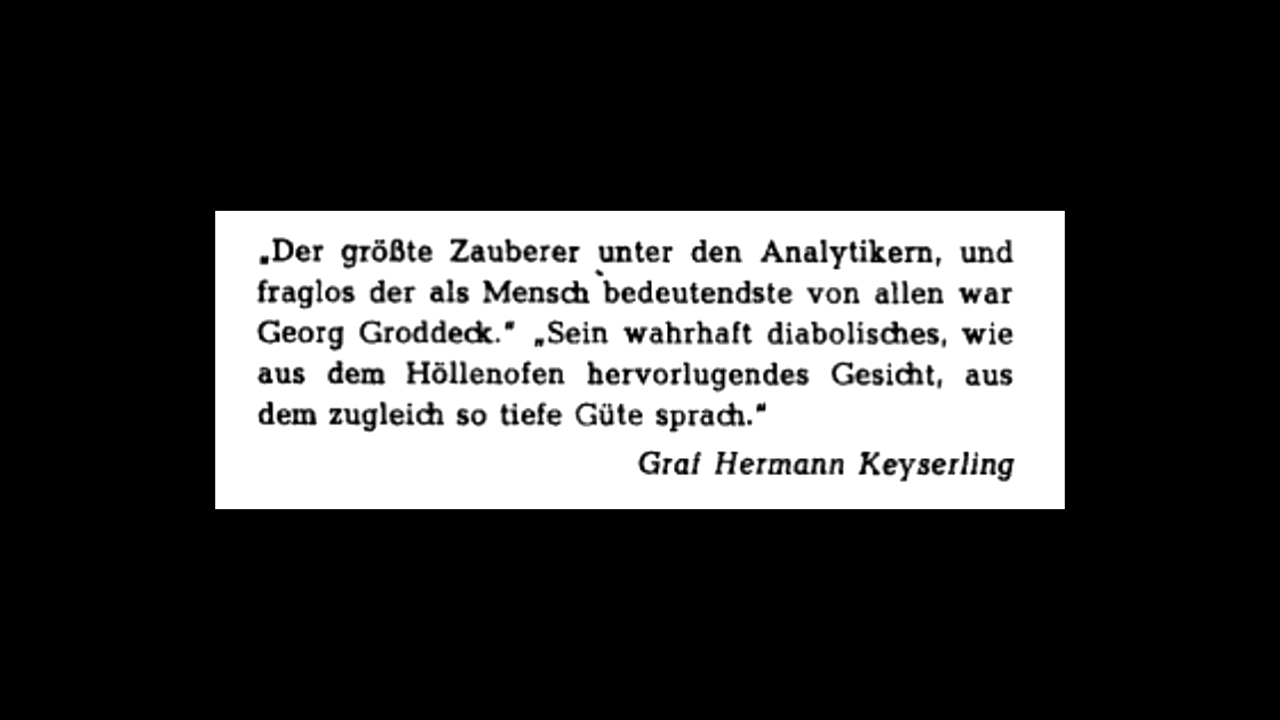 „Der größte Zauberer unter den Analytikern, und
fraglos der als Mensch bedeutendste von allen war
Georg Groddeck.“ „Sein wahrhaft diabolisches, wie
aus dem Höllenofen hervorlugendes Gesicht, aus
dem zugleich so tiefe Güte sprach.“
Graf Hermann Keyserling